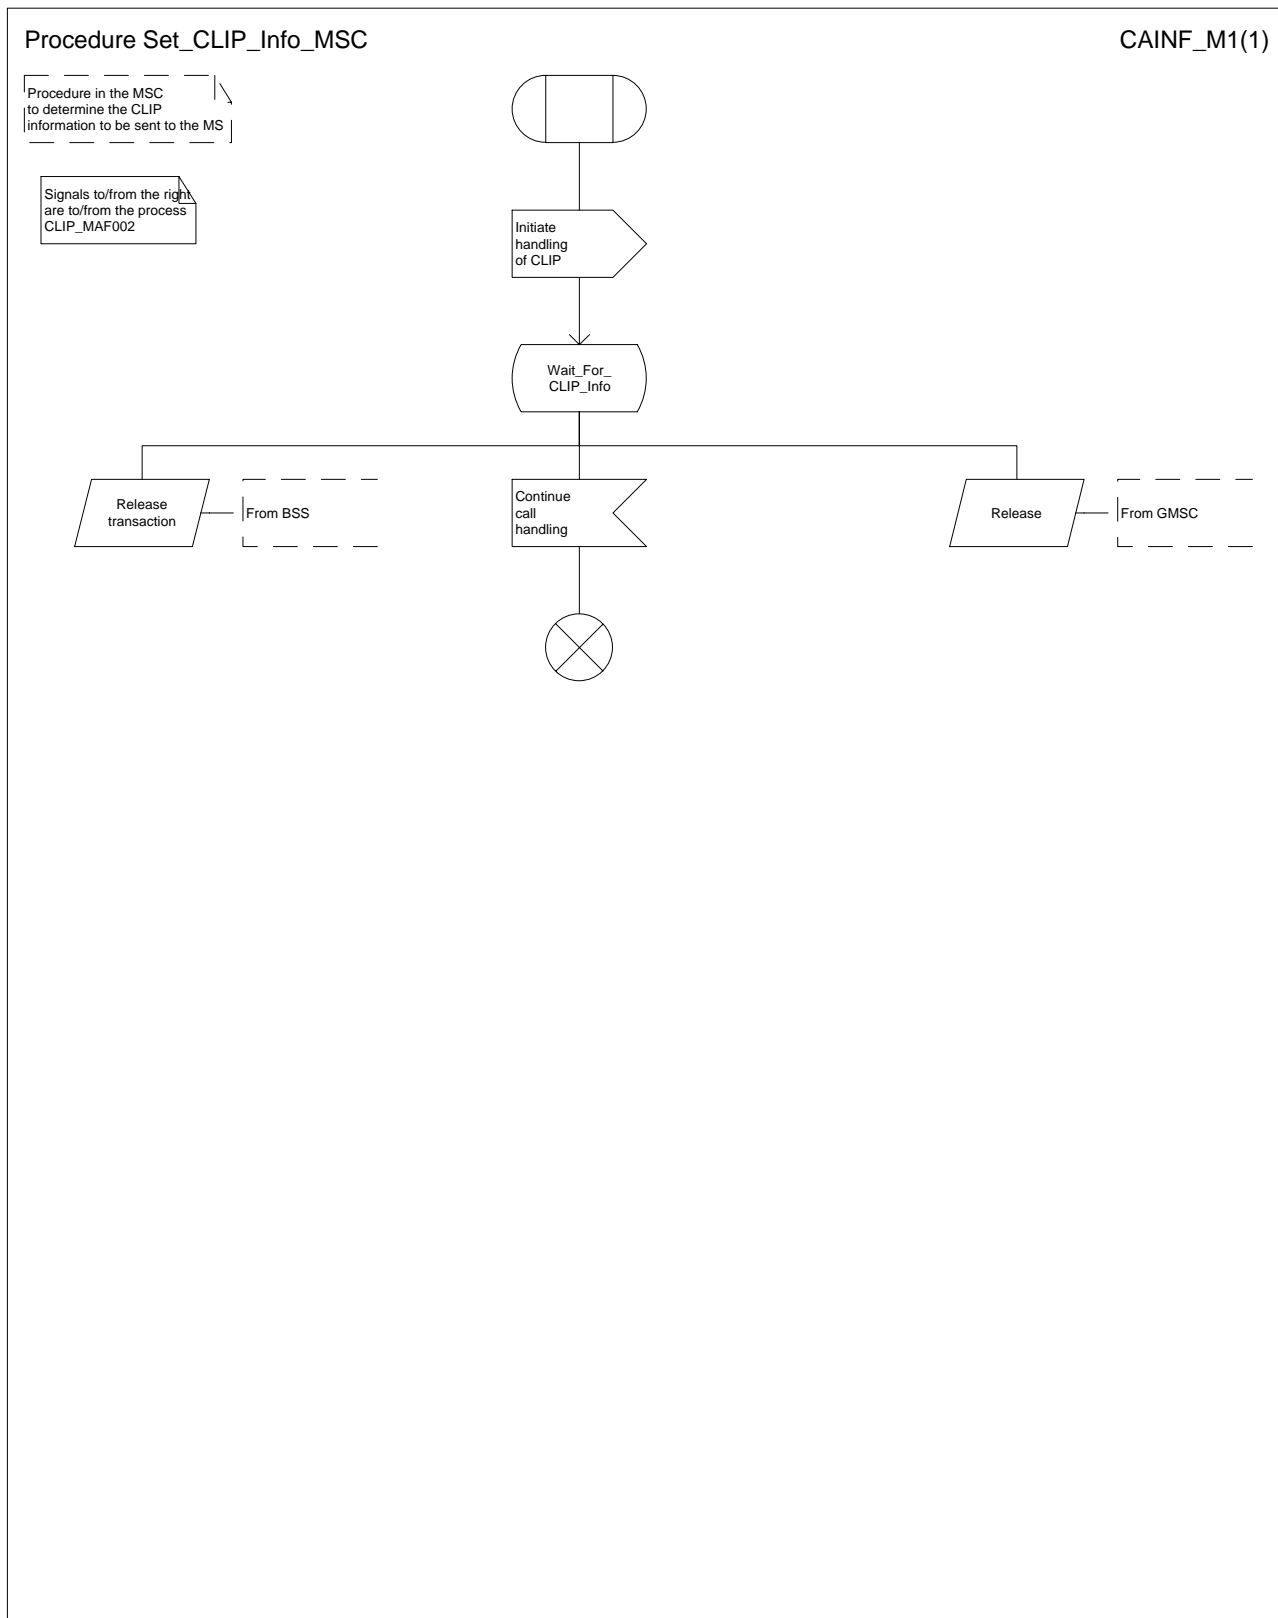 Procedure Set_CLIP_Info_MSC
CAINF_M1(1)
Procedure in the MSC
to determine the CLIP
information to be sent to the MS
Signals to/from the right
are to/from the process
CLIP_MAF002
Initiate
handling
of CLIP
Wait_For_
CLIP_Info
Release
transaction
From BSS
Continue
call
handling
Release
From GMSC